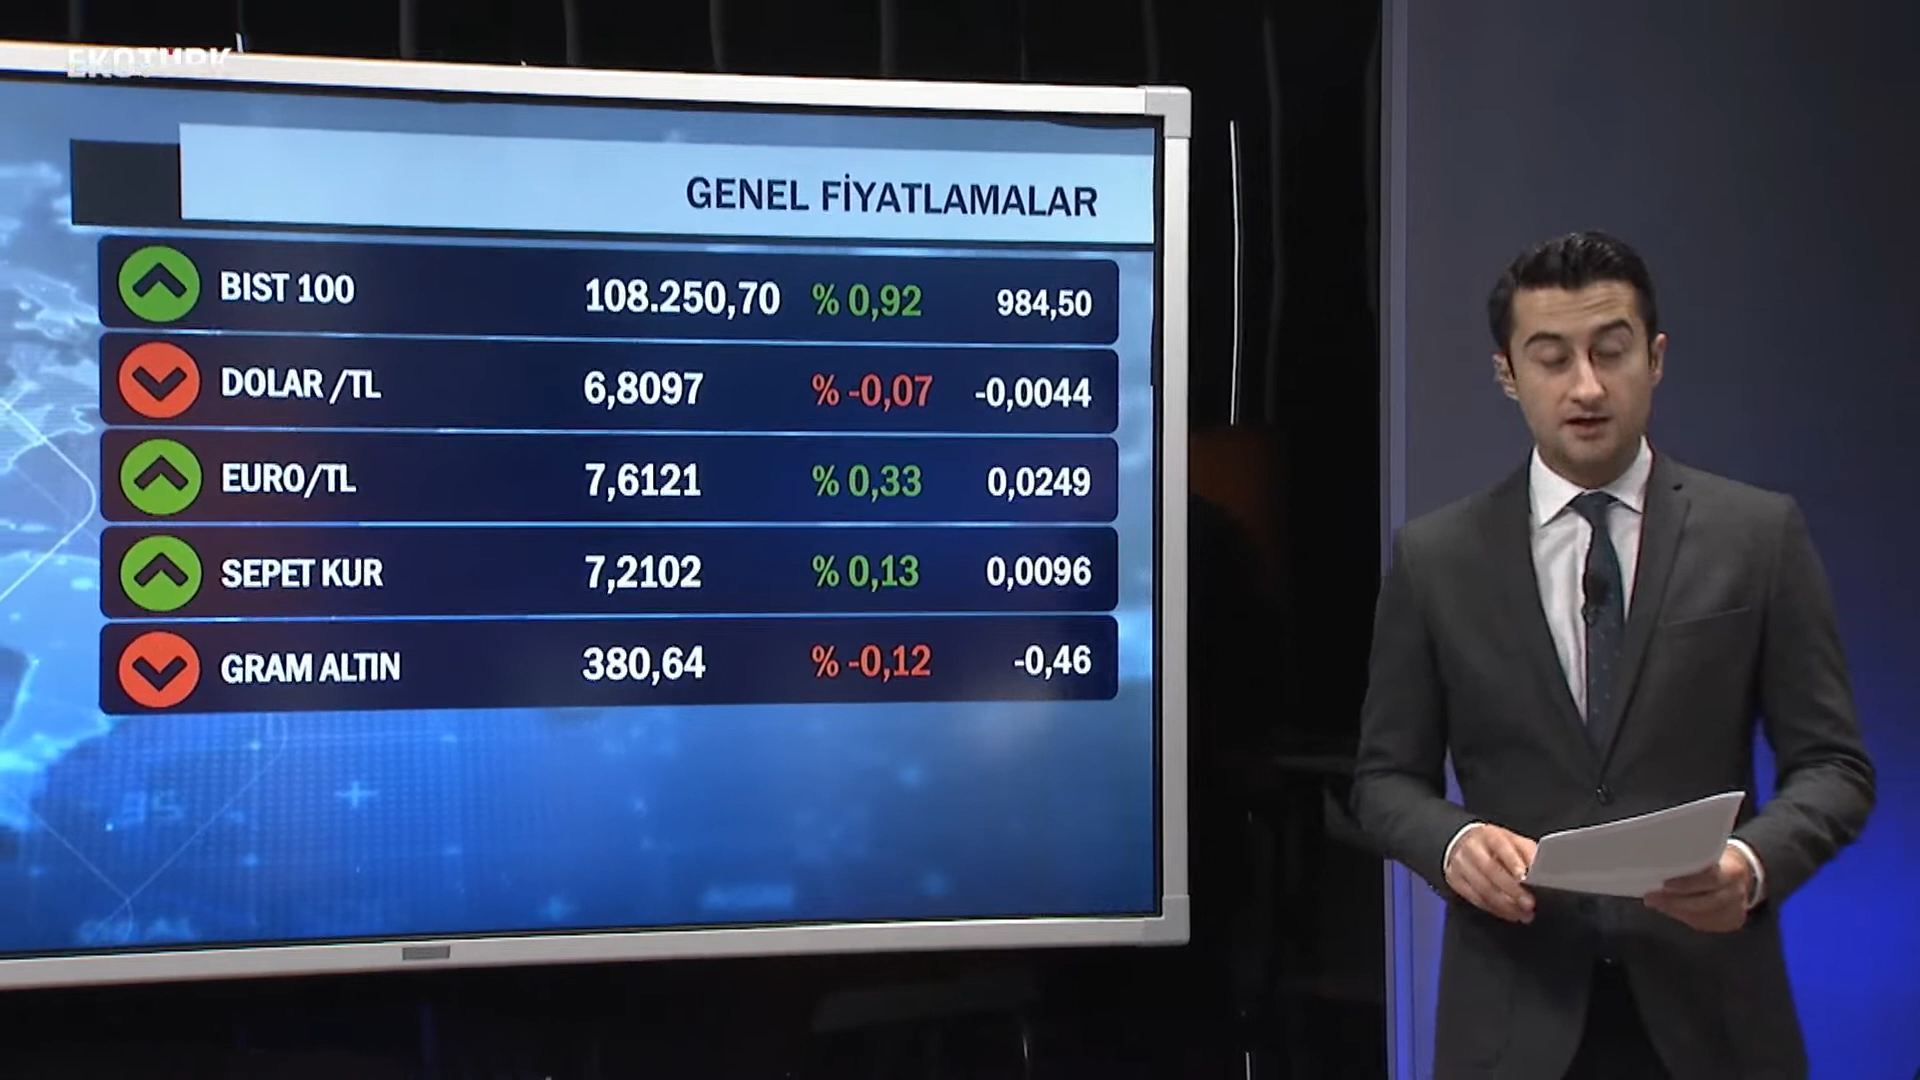 EKOTÜRK
GENEL FİYATLAMALAR
BIST 100 108.250,70 % 0,92 984,50
DOLAR /TL 6,8097 % -0,07 -0,0044
EURO/TL 7,6121 % 0,33 0,0249
SEPET KUR 7,2102 % 0,13 0,0096
GRAM ALTIN 380,64 % -0,12 -0,46